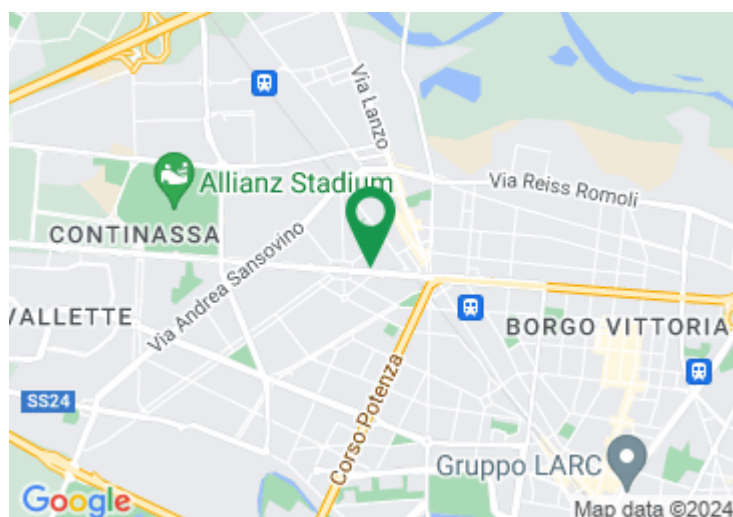 Via Lanzo
Allianz Stadium
Via Reiss Romoli
CONTINASSA
Via Andrea Sansovino
VALLETTE
BORGO VITTORIA
SS24
Corso Potenza
Gruppo LARC
Google
Map data ©2024